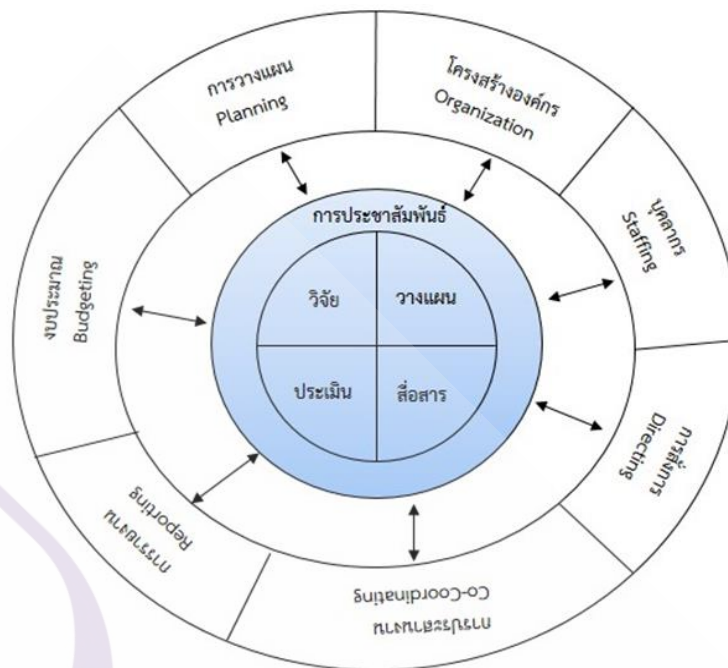 การวางแผน
Planning
โครงสร้างองค์กร
Organization
บุคลากร
Staffing
การสั่งการ
Directing
การประสานงาน
Co-Coordinating
การรายงาน
Reporting
งบประมาณ
Budgeting
การประชาสัมพันธ์
วิจัย
วางแผน
ประเมิน
สื่อสาร